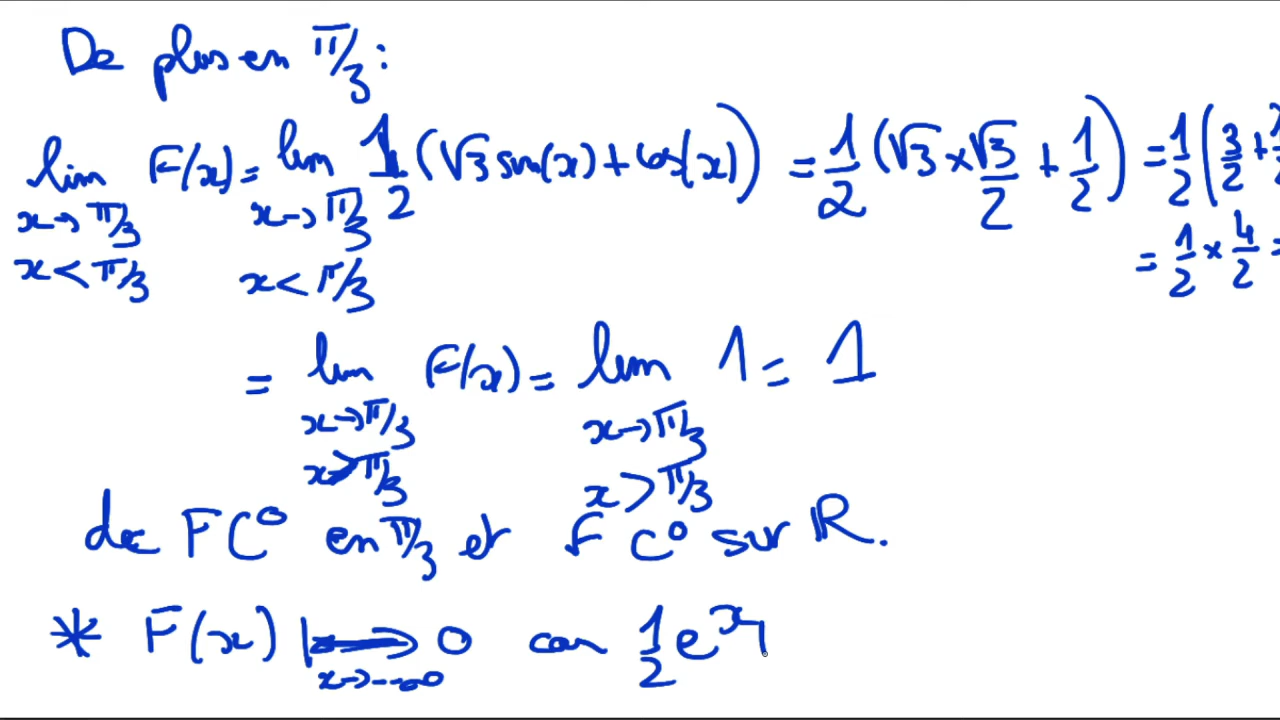 De plus en π/3 :
lim x→π/3 x<π/3 F(x) = lim x→π/3 x<π/3 1/2 (√3 sin(x) + cos(x)) = 1/2 (√3 × √3/2 + 1/2) = 1/2 (3/2 +
= 1/2 × 4/2 =
= lim x→π/3 x>π/3 F(x) = lim x→π/3 x>π/3 1 = 1
dc F C⁰ en π/3 et F C⁰ sur ℝ.
* F(x) ⟼ 0 x→-∞ car 1/2 eˣ